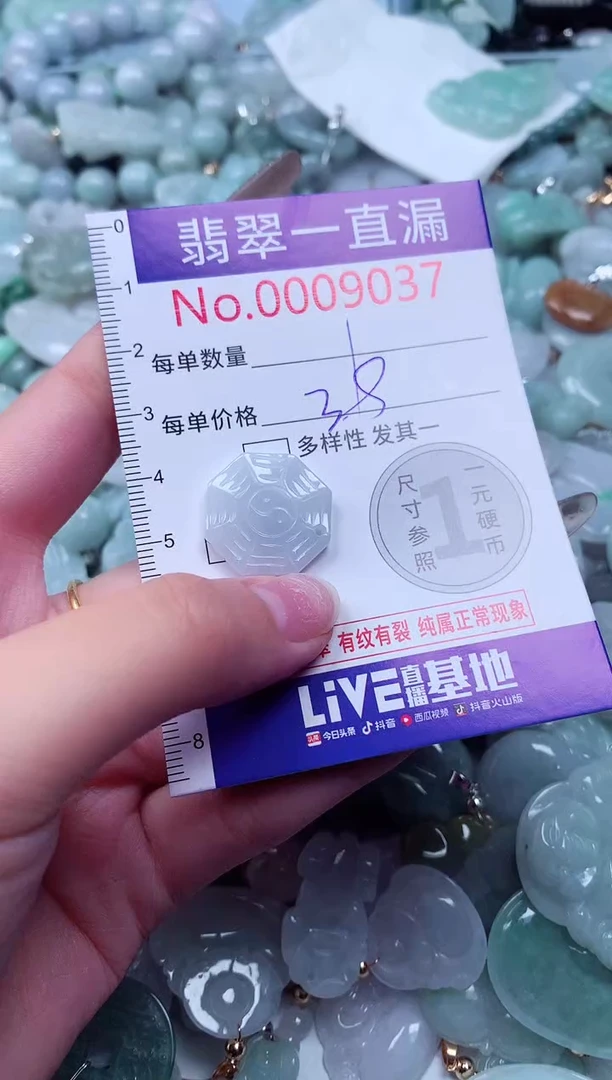 翡翠一直漏
No.0009037
每单数量 1
每单价格 38
多样性 发其一
尺寸参照
1
一元硬币
有纹有裂 纯属正常现象
LiVE直播基地
头条 今日头条 抖音 西瓜视频 抖音火山版
0
1
2
3
4
5
8